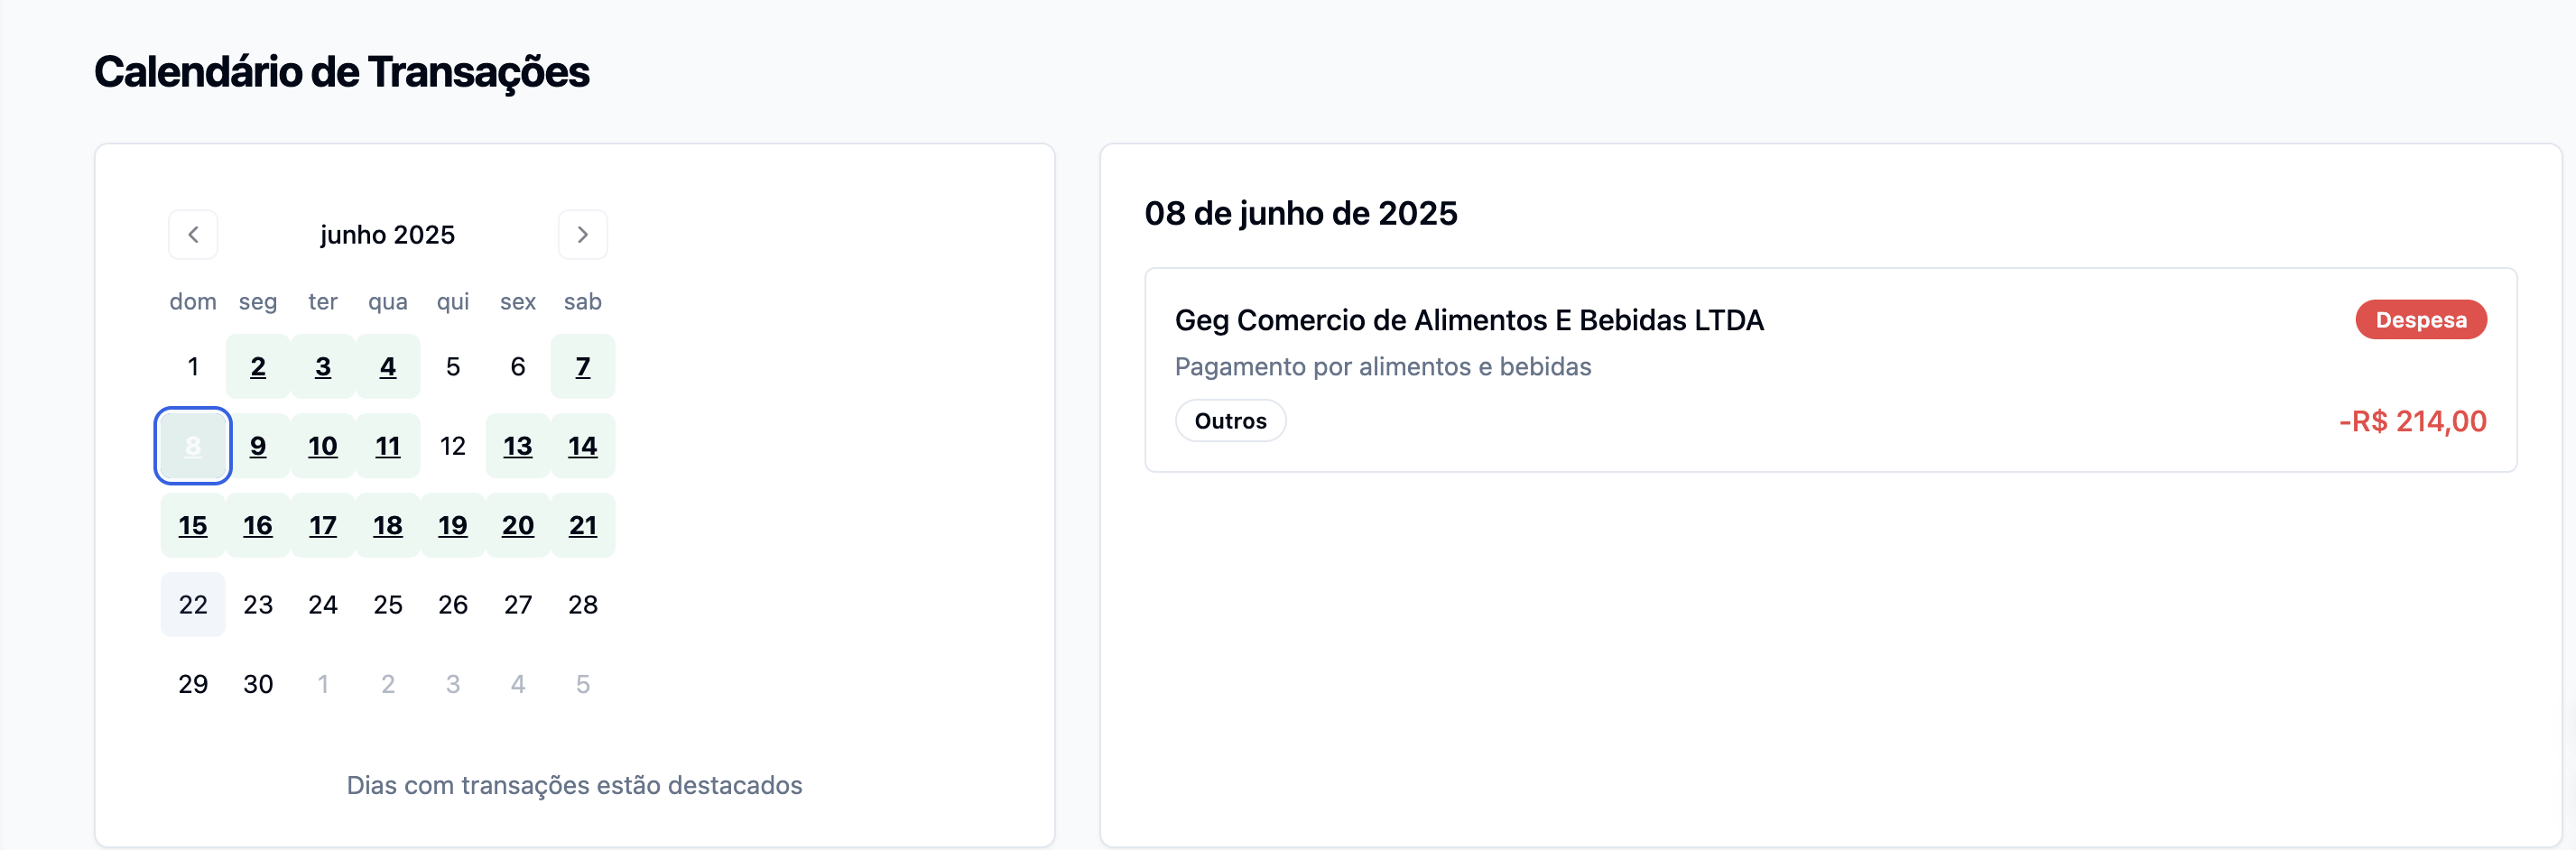 Calendário de Transações
junho 2025
dom seg ter qua qui sex sab
1 2 3 4 5 6 7
8 9 10 11 12 13 14
15 16 17 18 19 20 21
22 23 24 25 26 27 28
29 30 1 2 3 4 5
Dias com transações estão destacados
08 de junho de 2025
Geg Comercio de Alimentos E Bebidas LTDA
Despesa
Pagamento por alimentos e bebidas
Outros
-R$ 214,00